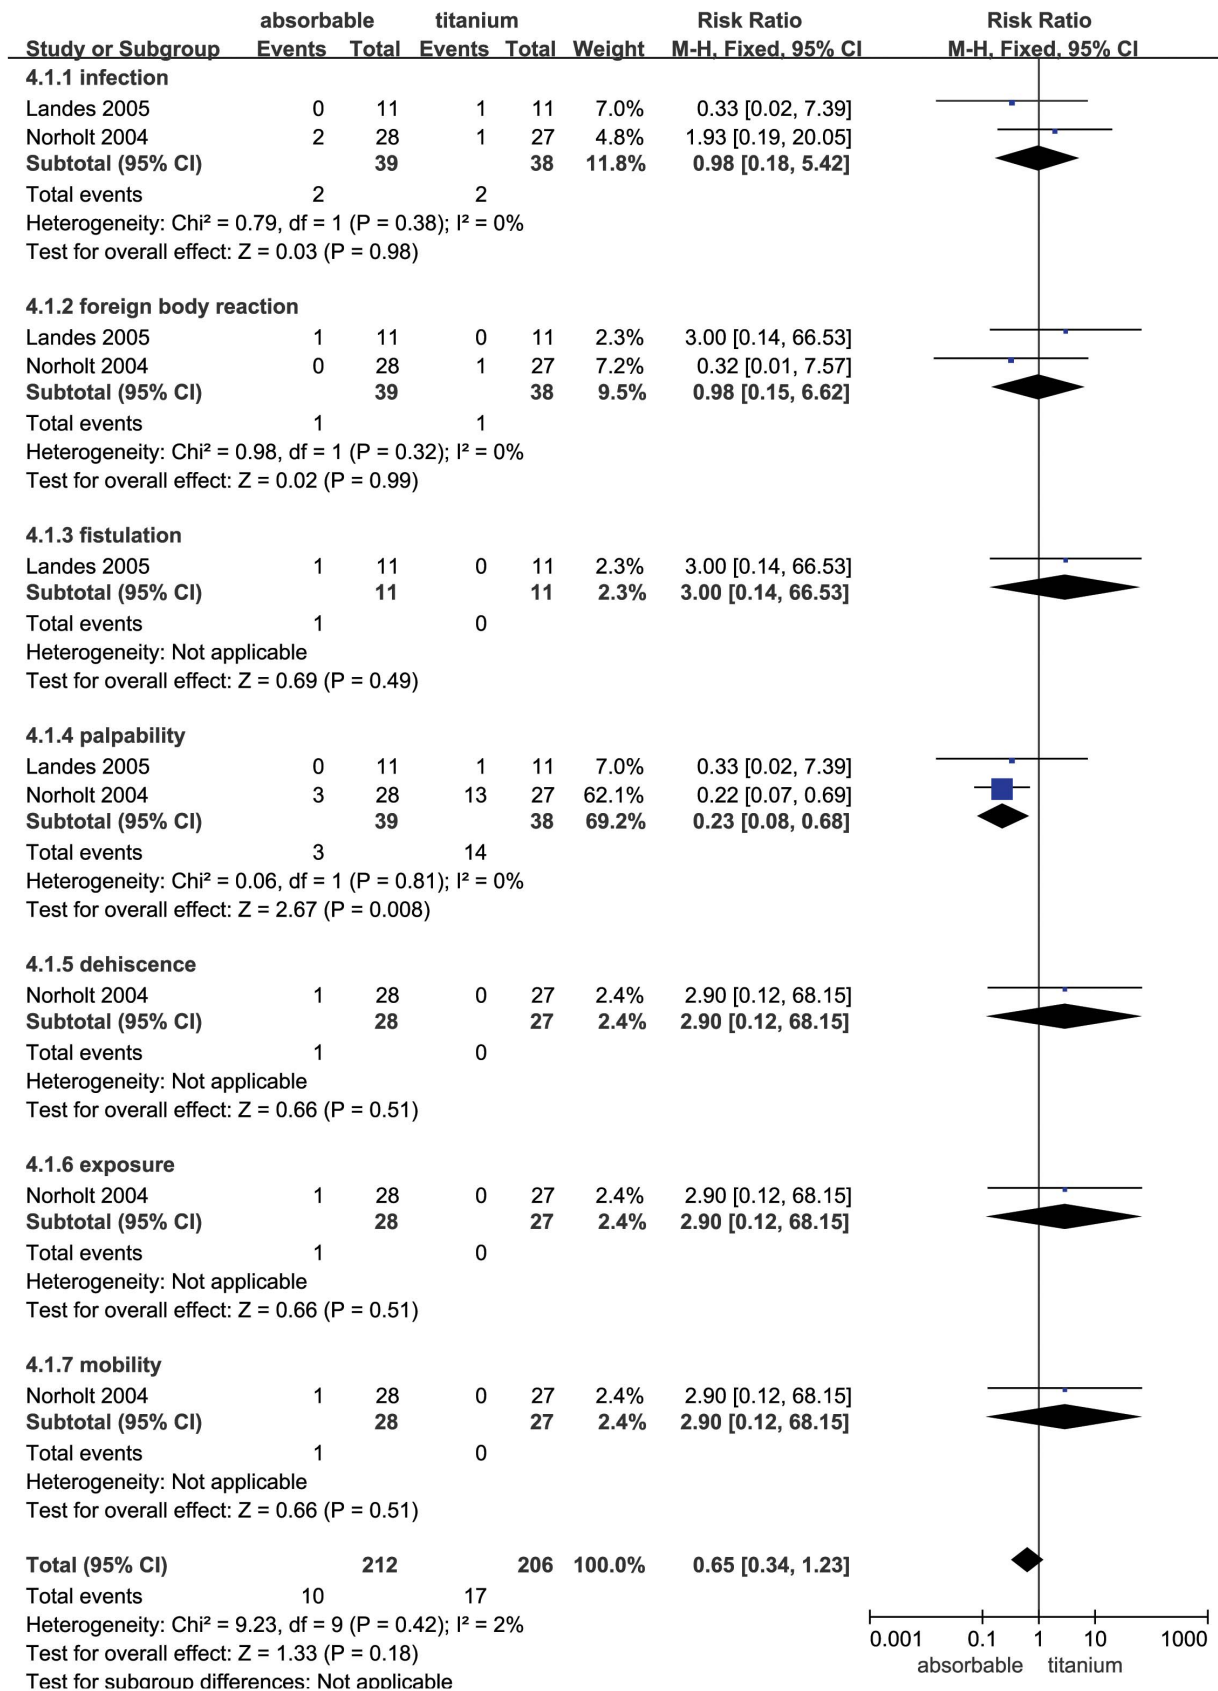 absorbable titanium Risk Ratio Risk Ratio
Study or Subgroup Events Total Events Total Weight M-H, Fixed, 95% CI M-H, Fixed, 95% CI
4.1.1 infection
Landes 2005 0 11 1 11 7.0% 0.33 [0.02, 7.39]
Norholt 2004 2 28 1 27 4.8% 1.93 [0.19, 20.05]
Subtotal (95% CI) 39 38 11.8% 0.98 [0.18, 5.42]
Total events 2 2
Heterogeneity: Chi² = 0.79, df = 1 (P = 0.38); I² = 0%
Test for overall effect: Z = 0.03 (P = 0.98)
4.1.2 foreign body reaction
Landes 2005 1 11 0 11 2.3% 3.00 [0.14, 66.53]
Norholt 2004 0 28 1 27 7.2% 0.32 [0.01, 7.57]
Subtotal (95% CI) 39 38 9.5% 0.98 [0.15, 6.62]
Total events 1 1
Heterogeneity: Chi² = 0.98, df = 1 (P = 0.32); I² = 0%
Test for overall effect: Z = 0.02 (P = 0.99)
4.1.3 fistulation
Landes 2005 1 11 0 11 2.3% 3.00 [0.14, 66.53]
Subtotal (95% CI) 11 11 2.3% 3.00 [0.14, 66.53]
Total events 1 0
Heterogeneity: Not applicable
Test for overall effect: Z = 0.69 (P = 0.49)
4.1.4 palpability
Landes 2005 0 11 1 11 7.0% 0.33 [0.02, 7.39]
Norholt 2004 3 28 13 27 62.1% 0.22 [0.07, 0.69]
Subtotal (95% CI) 39 38 69.2% 0.23 [0.08, 0.68]
Total events 3 14
Heterogeneity: Chi² = 0.06, df = 1 (P = 0.81); I² = 0%
Test for overall effect: Z = 2.67 (P = 0.008)
4.1.5 dehiscence
Norholt 2004 1 28 0 27 2.4% 2.90 [0.12, 68.15]
Subtotal (95% CI) 28 27 2.4% 2.90 [0.12, 68.15]
Total events 1 0
Heterogeneity: Not applicable
Test for overall effect: Z = 0.66 (P = 0.51)
4.1.6 exposure
Norholt 2004 1 28 0 27 2.4% 2.90 [0.12, 68.15]
Subtotal (95% CI) 28 27 2.4% 2.90 [0.12, 68.15]
Total events 1 0
Heterogeneity: Not applicable
Test for overall effect: Z = 0.66 (P = 0.51)
4.1.7 mobility
Norholt 2004 1 28 0 27 2.4% 2.90 [0.12, 68.15]
Subtotal (95% CI) 28 27 2.4% 2.90 [0.12, 68.15]
Total events 1 0
Heterogeneity: Not applicable
Test for overall effect: Z = 0.66 (P = 0.51)
Total (95% CI) 212 206 100.0% 0.65 [0.34, 1.23]
Total events 10 17
Heterogeneity: Chi² = 9.23, df = 9 (P = 0.42); I² = 2%
Test for overall effect: Z = 1.33 (P = 0.18)
Test for subgroup differences: Not applicable
0.001 0.1 1 10 1000
absorbable titanium